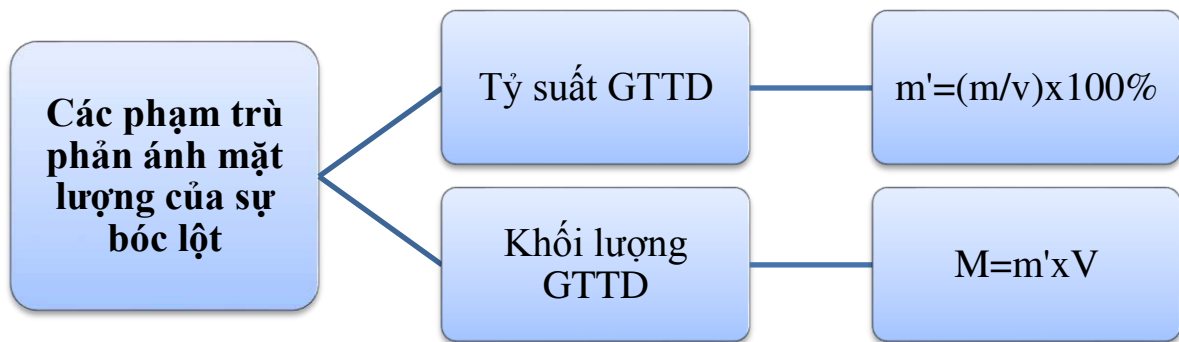 Các phạm trù
phản ánh mặt
lượng của sự
bóc lột
Tỷ suất GTTD
m'=(m/v)x100%
Khối lượng
GTTD
M=m'xV